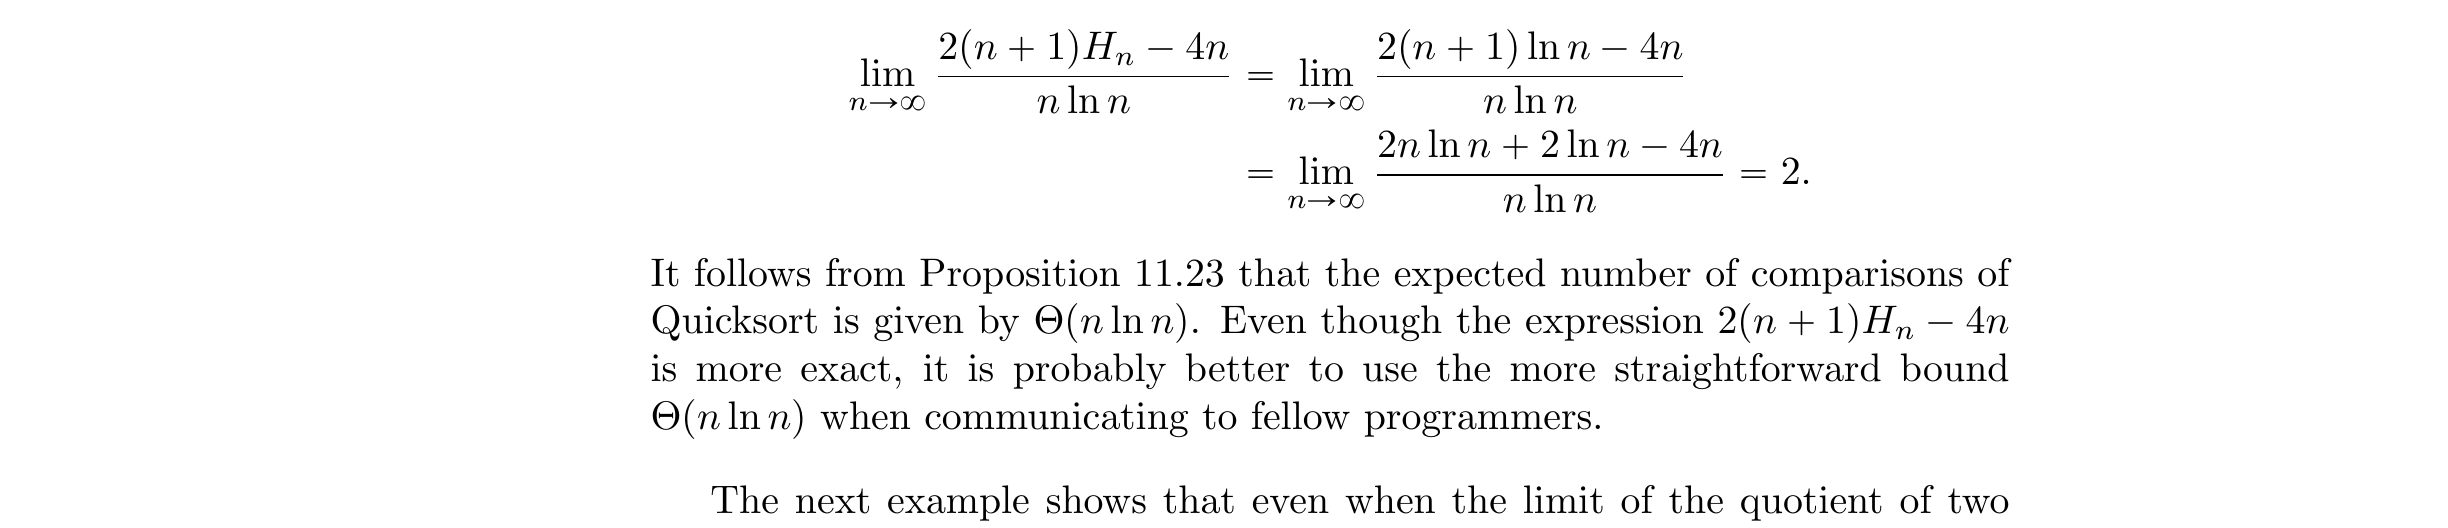 lim_{n→∞} \frac{2(n + 1)H_n − 4n}{n ln n} = lim_{n→∞} \frac{2(n + 1) ln n − 4n}{n ln n}
= lim_{n→∞} \frac{2n ln n + 2 ln n − 4n}{n ln n} = 2.
It follows from Proposition 11.23 that the expected number of comparisons of
Quicksort is given by Θ(n ln n). Even though the expression 2(n + 1)H_n − 4n
is more exact, it is probably better to use the more straightforward bound
Θ(n ln n) when communicating to fellow programmers.
The next example shows that even when the limit of the quotient of two